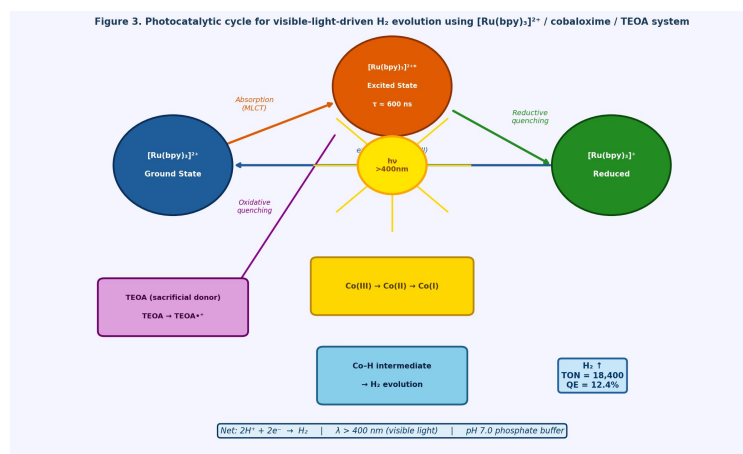 Figure 3. Photocatalytic cycle for visible-light-driven H₂ evolution using [Ru(bpy)₃]²⁺ / cobaloxime / TEOA system
[Ru(bpy)₃]²⁺*
Excited State
τ ≈ 600 ns
Absorption
(MLCT)
Reductive
quenching
[Ru(bpy)₃]²⁺
Ground State
hν
>400nm
[Ru(bpy)₃]⁺
Reduced
Oxidative
quenching
Co(III) → Co(II) → Co(I)
TEOA (sacrificial donor)
TEOA → TEOA•⁺
Co–H intermediate
→ H₂ evolution
H₂ ↑
TON = 18,400
QE = 12.4%
Net: 2H⁺ + 2e⁻ → H₂ | λ > 400 nm (visible light) | pH 7.0 phosphate buffer